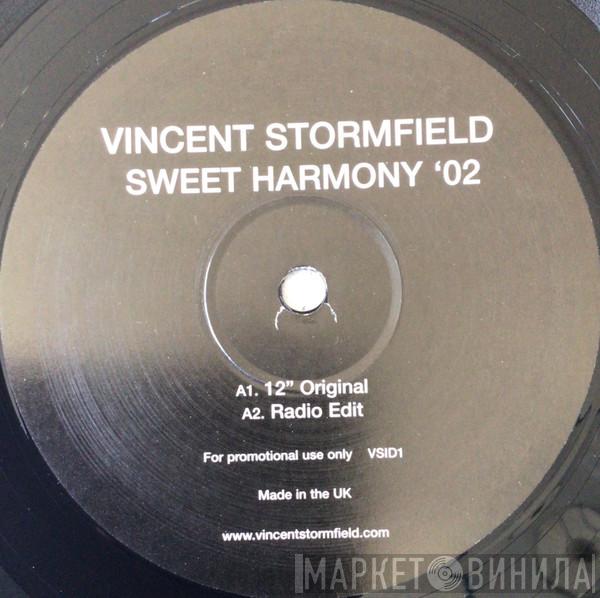 VINCENT STORMFIELD
SWEET HARMONY ‘02
A1. 12” Original
A2. Radio Edit
For promotional use only VSID1
Made in the UK
www.vincentstormfield.com
МАРКЕТ ВИНИЛА